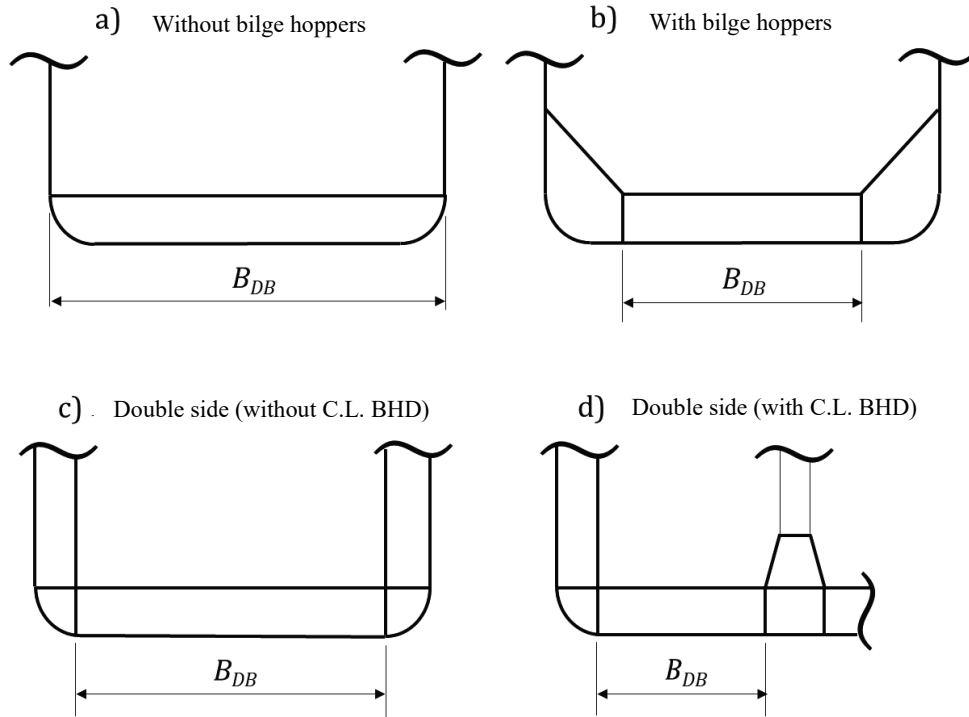 a) Without bilge hoppers
b) With bilge hoppers
B_DB
B_DB
c) . Double side (without C.L. BHD)
d) Double side (with C.L. BHD)
B_DB
B_DB